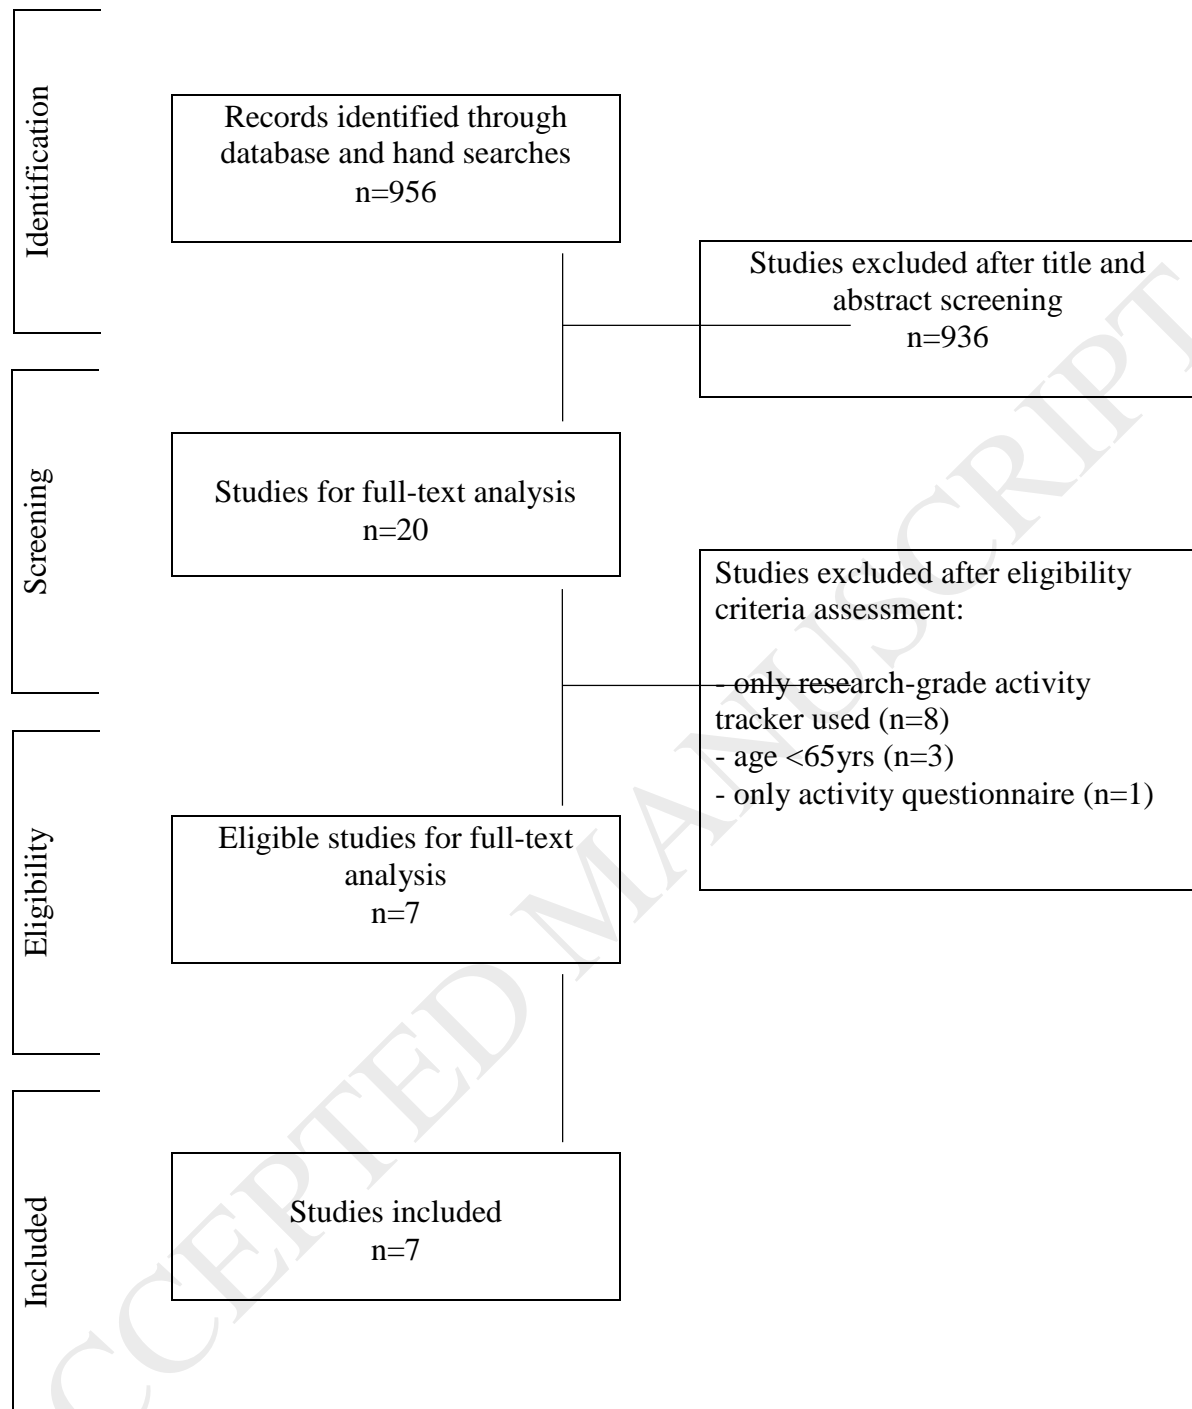 Identification
Records identified through
database and hand searches
n=956
Studies excluded after title and
abstract screening
n=936
Screening
Studies for full-text analysis
n=20
Studies excluded after eligibility
criteria assessment:
- only research-grade activity
tracker used (n=8)
- age <65yrs (n=3)
- only activity questionnaire (n=1)
Eligibility
Eligible studies for full-text
analysis
n=7
Included
Studies included
n=7
CCEPTED MANUSCRIPT